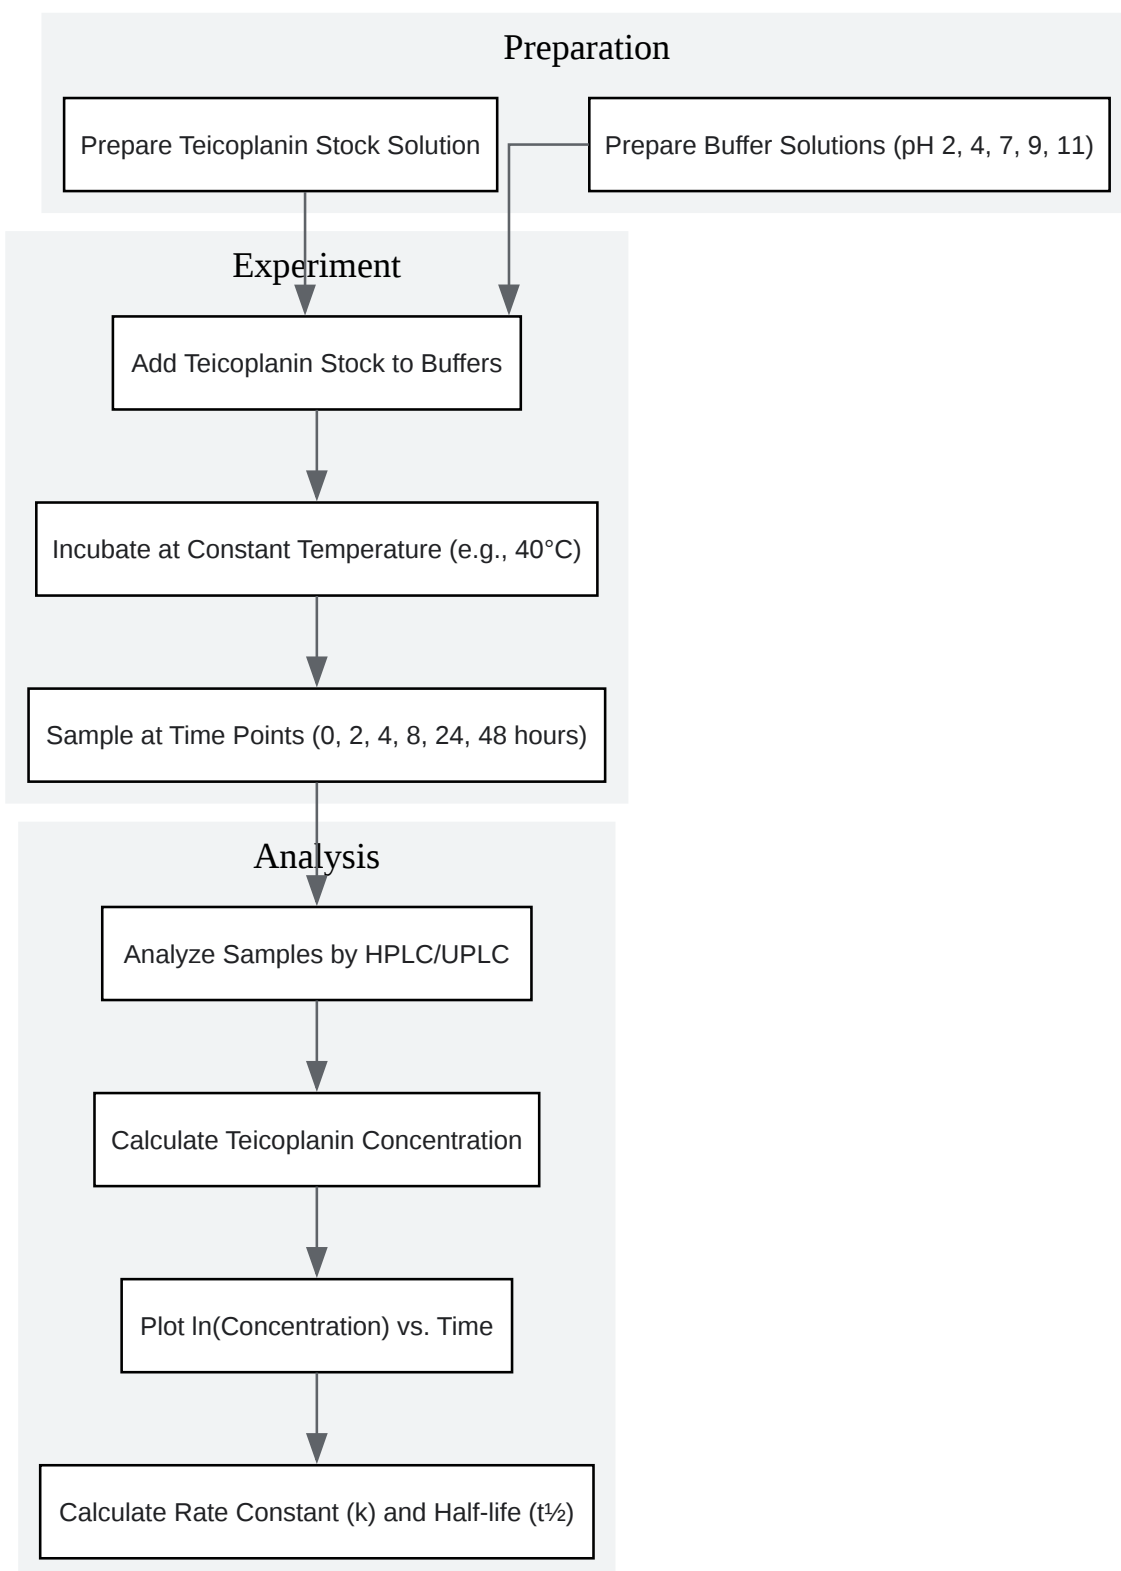 Preparation
Prepare Teicoplanin Stock Solution
Prepare Buffer Solutions (pH 2, 4, 7, 9, 11)
Experiment
Add Teicoplanin Stock to Buffers
Incubate at Constant Temperature (e.g., 40°C)
Sample at Time Points (0, 2, 4, 8, 24, 48 hours)
Analysis
Analyze Samples by HPLC/UPLC
Calculate Teicoplanin Concentration
Plot ln(Concentration) vs. Time
Calculate Rate Constant (k) and Half-life (t½)